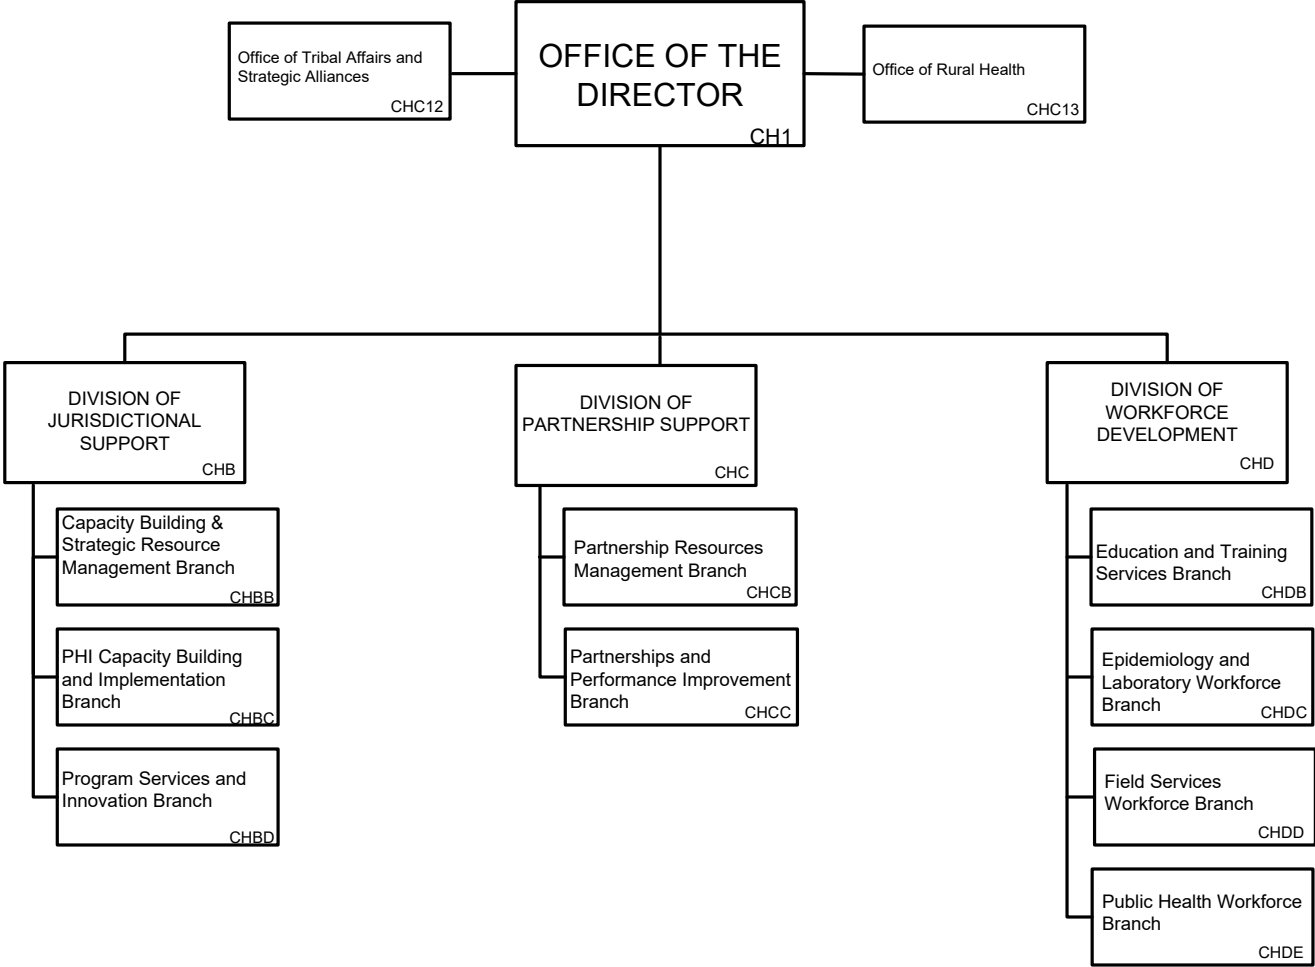 Office of Tribal Affairs and
Strategic Alliances
CHC12
OFFICE OF THE
DIRECTOR
CH1
Office of Rural Health
CHC13
DIVISION OF
JURISDICTIONAL
SUPPORT
CHB
Capacity Building &
Strategic Resource
Management Branch
CHBB
PHI Capacity Building
and Implementation
Branch
CHBC
Program Services and
Innovation Branch
CHBD
DIVISION OF
PARTNERSHIP SUPPORT
CHC
Partnership Resources
Management Branch
CHCB
Partnerships and
Performance Improvement
Branch
CHCC
DIVISION OF
WORKFORCE
DEVELOPMENT
CHD
Education and Training
Services Branch
CHDB
Epidemiology and
Laboratory Workforce
Branch
CHDC
Field Services
Workforce Branch
CHDD
Public Health Workforce
Branch
CHDE